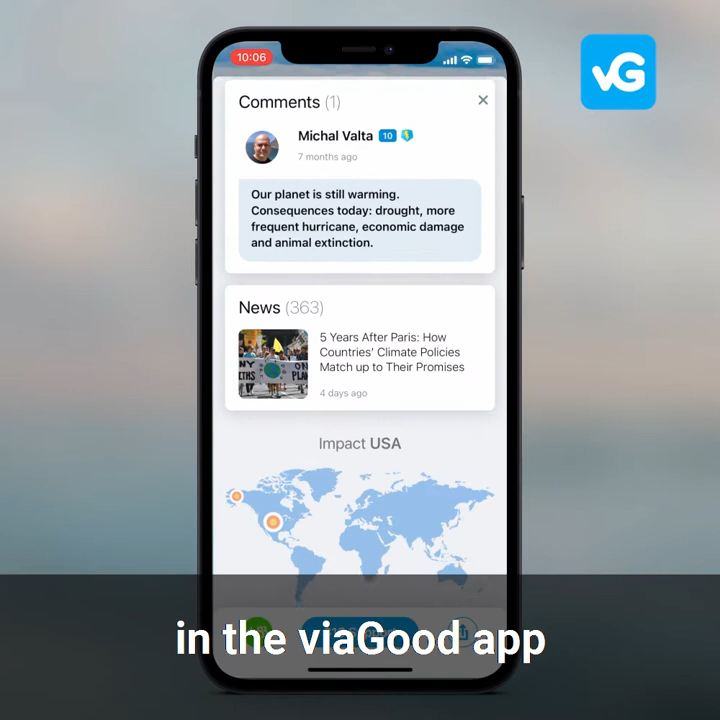 10:06
vG
Comments (1)
Michal Valta 10
7 months ago
Our planet is still warming.
Consequences today: drought, more
frequent hurricane, economic damage
and animal extinction.
News (363)
5 Years After Paris: How
Countries' Climate Policies
Match up to Their Promises
4 days ago
Impact USA
in the viaGood app